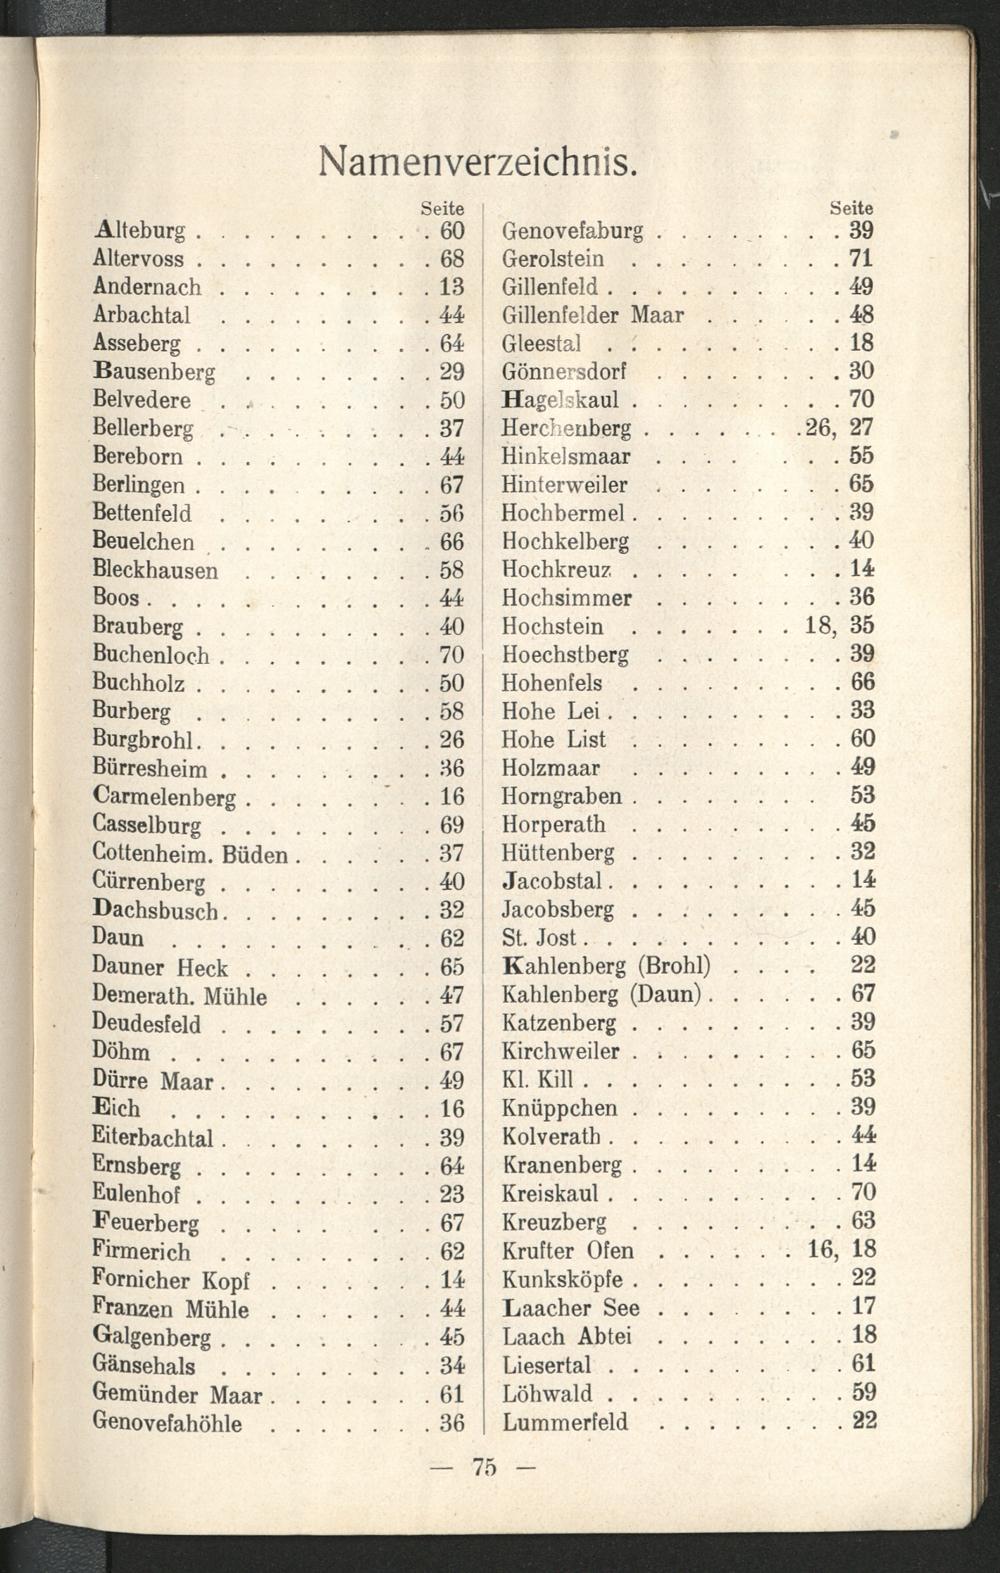 Namenverzeichnis.
Seite
Alteburg . . . . . . . . . . 60
Altervoss . . . . . . . . . . 68
Andernach . . . . . . . . . 13
Arbachtal . . . . . . . . . 44
Asseberg . . . . . . . . . . 64
Bausenberg . . . . . . . . 29
Belvedere . . . . . . . . . 50
Bellerberg . . . . . . . . . 37
Bereborn . . . . . . . . . . 44
Berlingen . . . . . . . . . . 67
Bettenfeld . . . . . . . . . 56
Beuelchen . . . . . . . . . 66
Bleckhausen . . . . . . . . 58
Boos . . . . . . . . . . . . 44
Brauberg . . . . . . . . . . 40
Buchenloch . . . . . . . . . 70
Buchholz . . . . . . . . . . 50
Burberg . . . . . . . . . . 58
Burgbrohl . . . . . . . . . . 26
Bürresheim . . . . . . . . . 36
Carmelenberg . . . . . . . . 16
Casselburg . . . . . . . . . 69
Cottenheim. Büden . . . . . . 37
Cürrenberg . . . . . . . . . 40
Dachsbusch . . . . . . . . . 32
Daun . . . . . . . . . . . 62
Dauner Heck . . . . . . . . 65
Demerath. Mühle . . . . . . 47
Deudesfeld . . . . . . . . . 57
Döhm . . . . . . . . . . . 67
Dürre Maar . . . . . . . . . 49
Eich . . . . . . . . . . . 16
Eiterbachtal . . . . . . . . . 39
Ernsberg . . . . . . . . . . 64
Eulenhof . . . . . . . . . . 23
Feuerberg . . . . . . . . . 67
Firmerich . . . . . . . . . 62
Fornicher Kopf . . . . . . . 14
Franzen Mühle . . . . . . . 44
Galgenberg . . . . . . . . . 45
Gänsehals . . . . . . . . . 34
Gemünder Maar . . . . . . . 61
Genovefahöhle . . . . . . . 36
Seite
Genovefaburg . . . . . . . . 39
Gerolstein . . . . . . . . . 71
Gillenfeld . . . . . . . . . . 49
Gillenfelder Maar . . . . . . 48
Gleestal . . . . . . . . . . 18
Gönnersdorf . . . . . . . . 30
Hagelskaul . . . . . . . . . 70
Herchenberg . . . . . . . . 26, 27
Hinkelsmaar . . . . . . . . 55
Hinterweiler . . . . . . . . 65
Hochbermel . . . . . . . . . 39
Hochkelberg . . . . . . . . 40
Hochkreuz . . . . . . . . . 14
Hochsimmer . . . . . . . . 36
Hochstein . . . . . . . 18, 35
Hoechstberg . . . . . . . . 39
Hohenfels . . . . . . . . . 66
Hohe Lei . . . . . . . . . . 33
Hohe List . . . . . . . . . 60
Holzmaar . . . . . . . . . 49
Horngraben . . . . . . . . 53
Horperath . . . . . . . . . 45
Hüttenberg . . . . . . . . . 32
Jacobstal . . . . . . . . . . 14
Jacobsberg . . . . . . . . . 45
St. Jost . . . . . . . . . . . 40
Kahlenberg (Brohl) . . . . 22
Kahlenberg (Daun) . . . . . . 67
Katzenberg . . . . . . . . . 39
Kirchweiler . . . . . . . . . 65
Kl. Kill . . . . . . . . . . . 53
Knüppchen . . . . . . . . . 39
Kolverath . . . . . . . . . . 44
Kranenberg . . . . . . . . . 14
Kreiskaul . . . . . . . . . . 70
Kreuzberg . . . . . . . . . 63
Krufter Ofen . . . . . . 16, 18
Kunksköpfe . . . . . . . . . 22
Laacher See . . . . . . . . 17
Laach Abtei . . . . . . . . 18
Liesertal . . . . . . . . . . 61
Löhwald . . . . . . . . . . 59
Lummerfeld . . . . . . . . 22
— 75 —